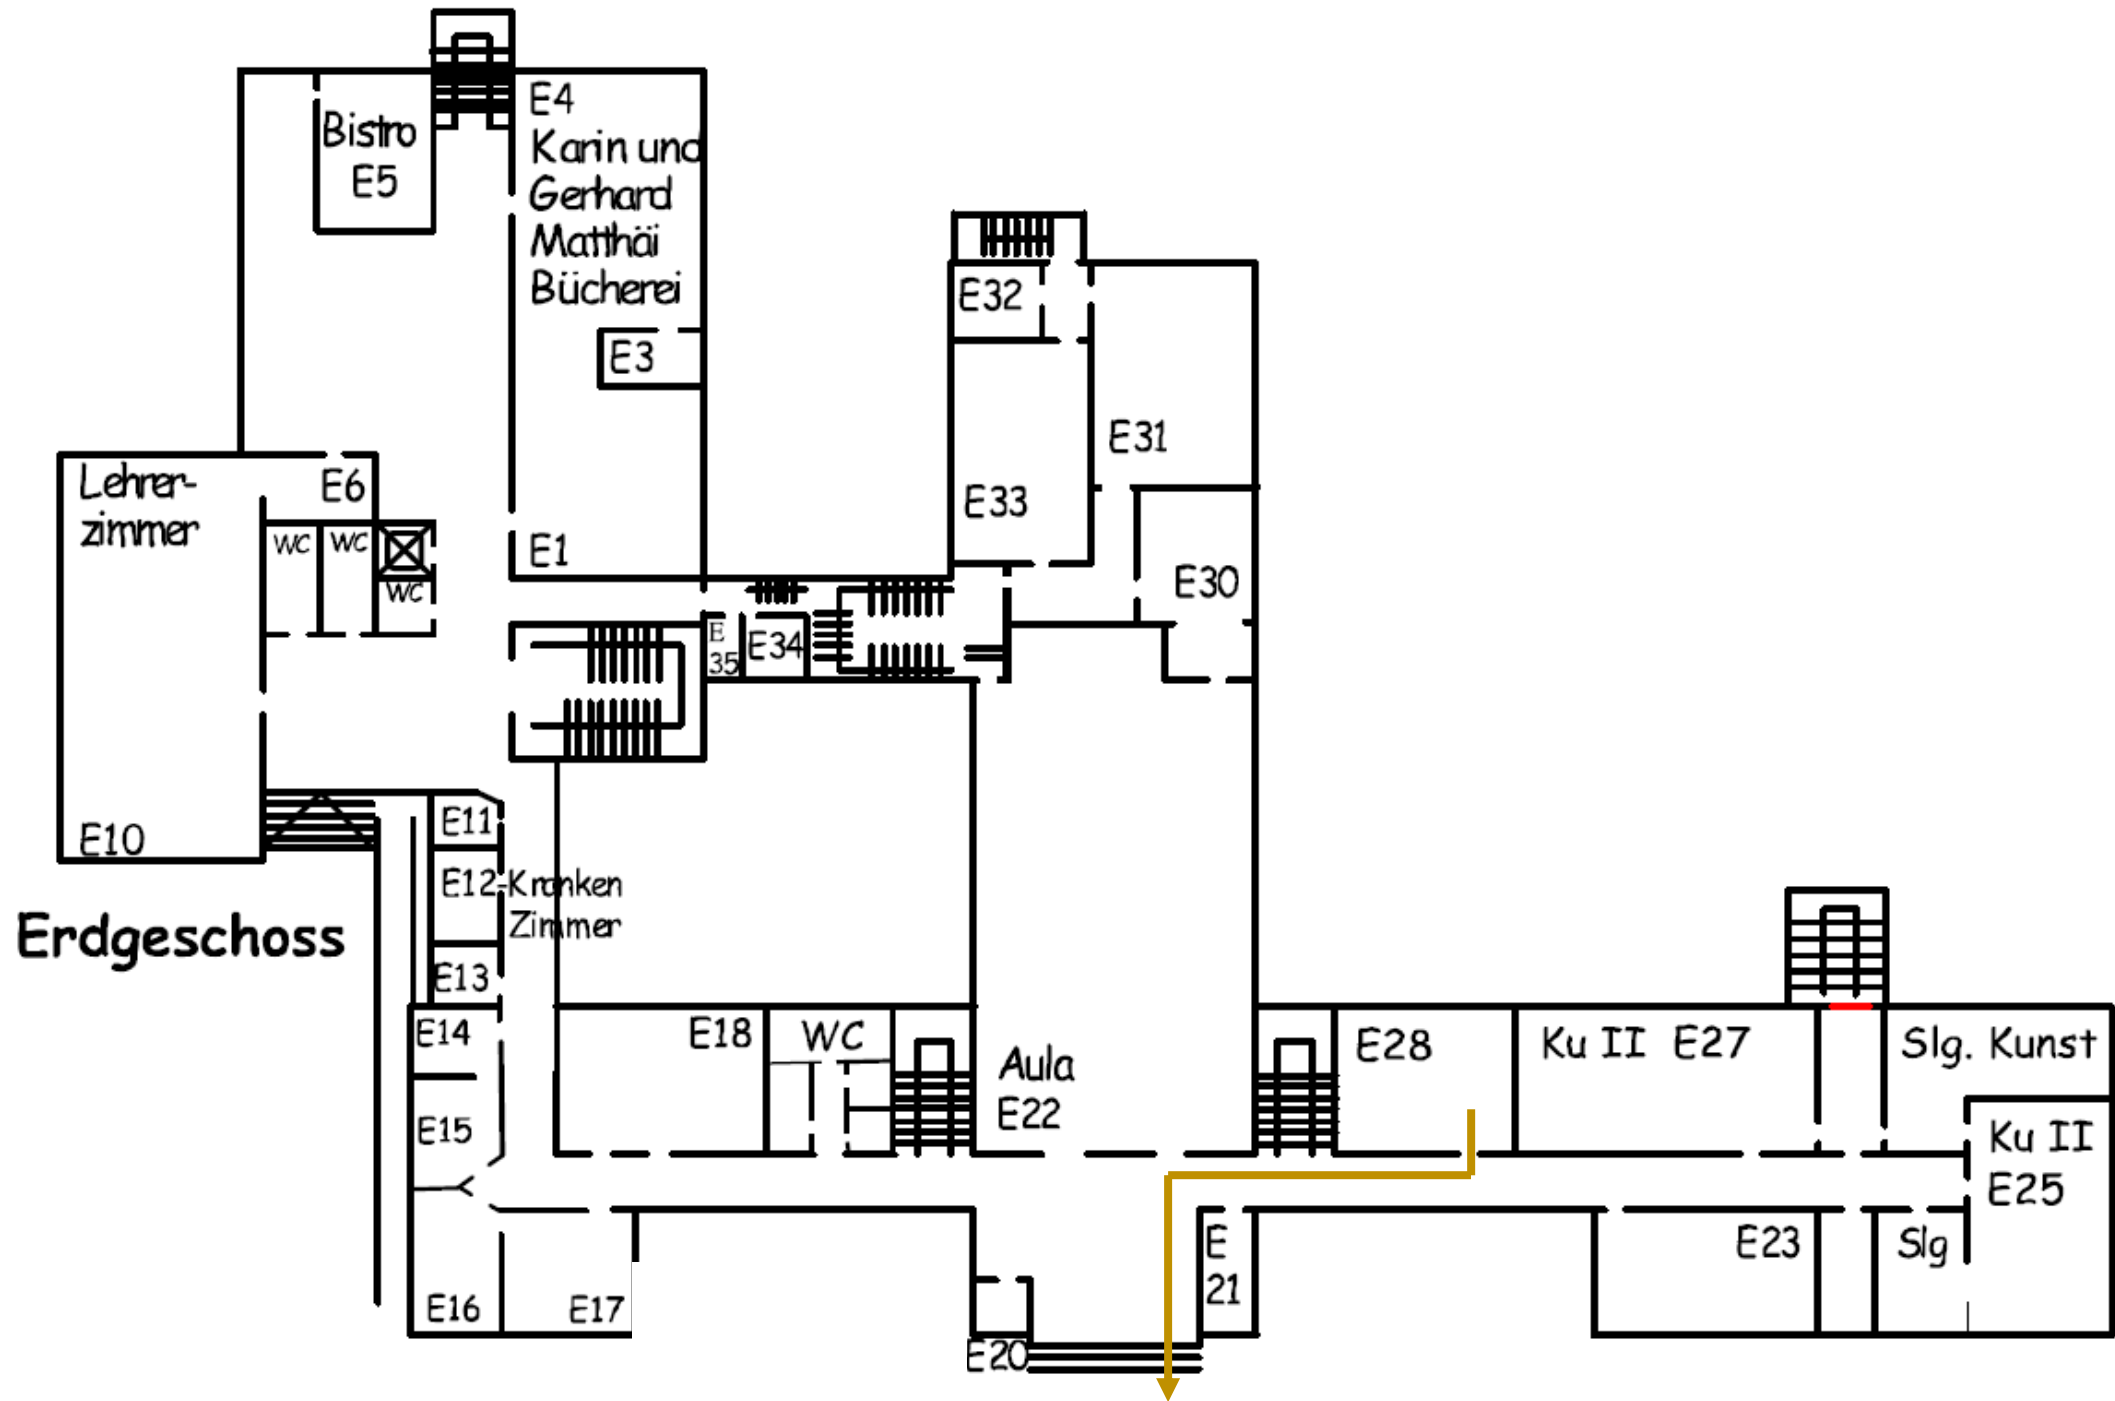 E4
Karin und
Gerhard
Matthäi
Bücherei
Bistro
E5
E3
E32
E31
E33
E30
Lehrer-
zimmer
E6
WC
WC
WC
E1
E
35
E34
E10
E11
E12-Kranken
Zimmer
E13
Erdgeschoss
E14
E15
E16
E17
E18
WC
Aula
E22
E28
Ku II E27
Slg. Kunst
Ku II
E25
E23
Slg
E
21
E20